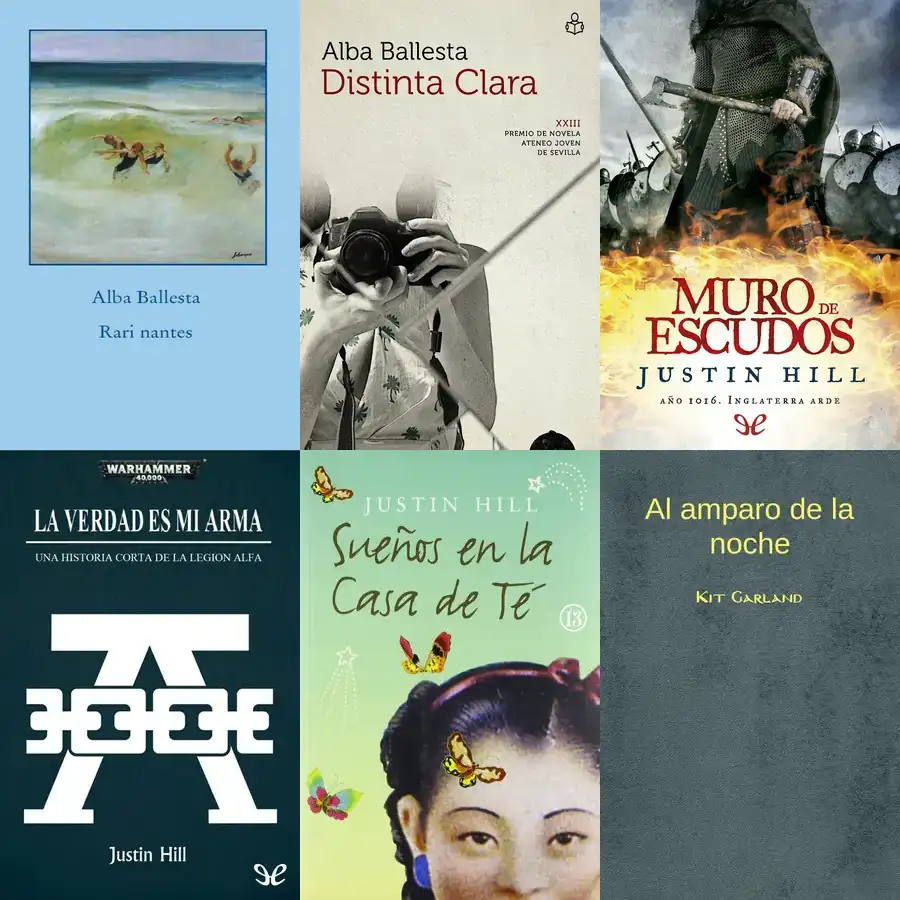 Alba Ballesta
Rari nantes
Alba Ballesta
Distinta Clara
XXIII
PREMIO DE NOVELA
ATENEO JOVEN
DE SEVILLA
MURO DE
ESCUDOS
JUSTIN HILL
AÑO 1016. INGLATERRA ARDE
WARHAMMER
40,000
LA VERDAD ES MI ARMA
UNA HISTORIA CORTA DE LA LEGION ALFA
Justin Hill
JUSTIN HILL
Sueños en la
Casa de Té
13
Al amparo de la
noche
KIT GARLAND